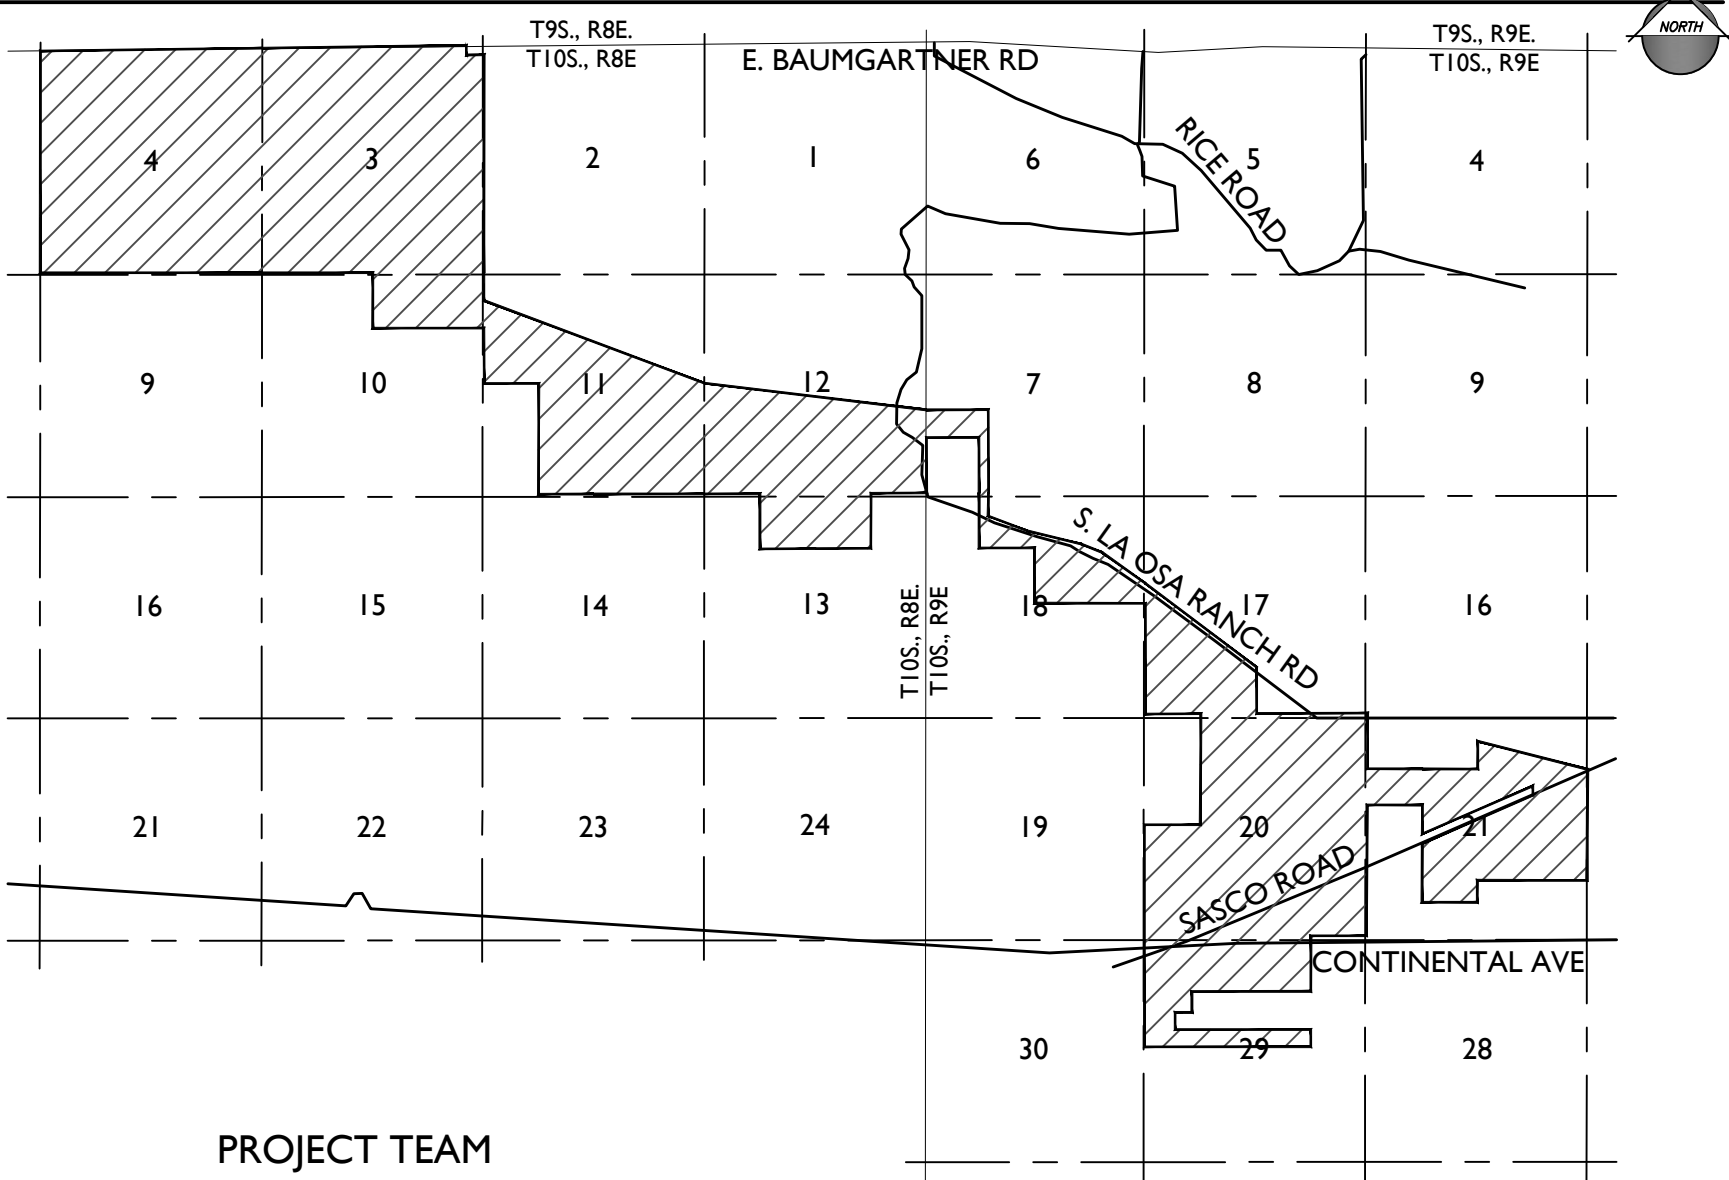 T9S., R8E.
T10S., R8E
E. BAUMGARTNER RD
T9S., R9E.
T10S., R9E
NORTH
4
3
2
1
6
RICE ROAD
5
4
9
10
11
12
7
8
9
16
15
14
13
T10S., R8E.
T10S., R9E
18
S. LA OSA RANCH RD
17
16
21
22
23
24
19
20
21
SASCO ROAD
CONTINENTAL AVE
30
29
28
PROJECT TEAM